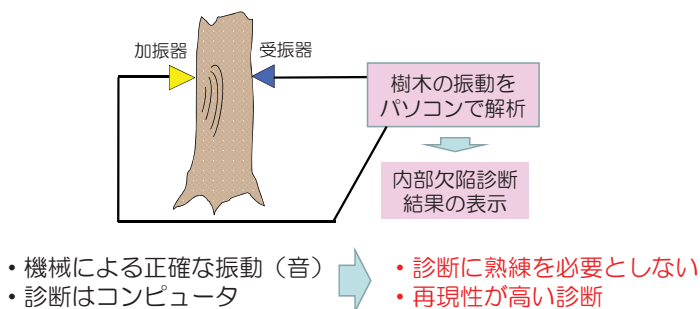 加振器
受振器
樹木の振動を
パソコンで解析
内部欠陥診断
結果の表示
・機械による正確な振動（音）
・診断はコンピュータ
・診断に熟練を必要としない
・再現性が高い診断